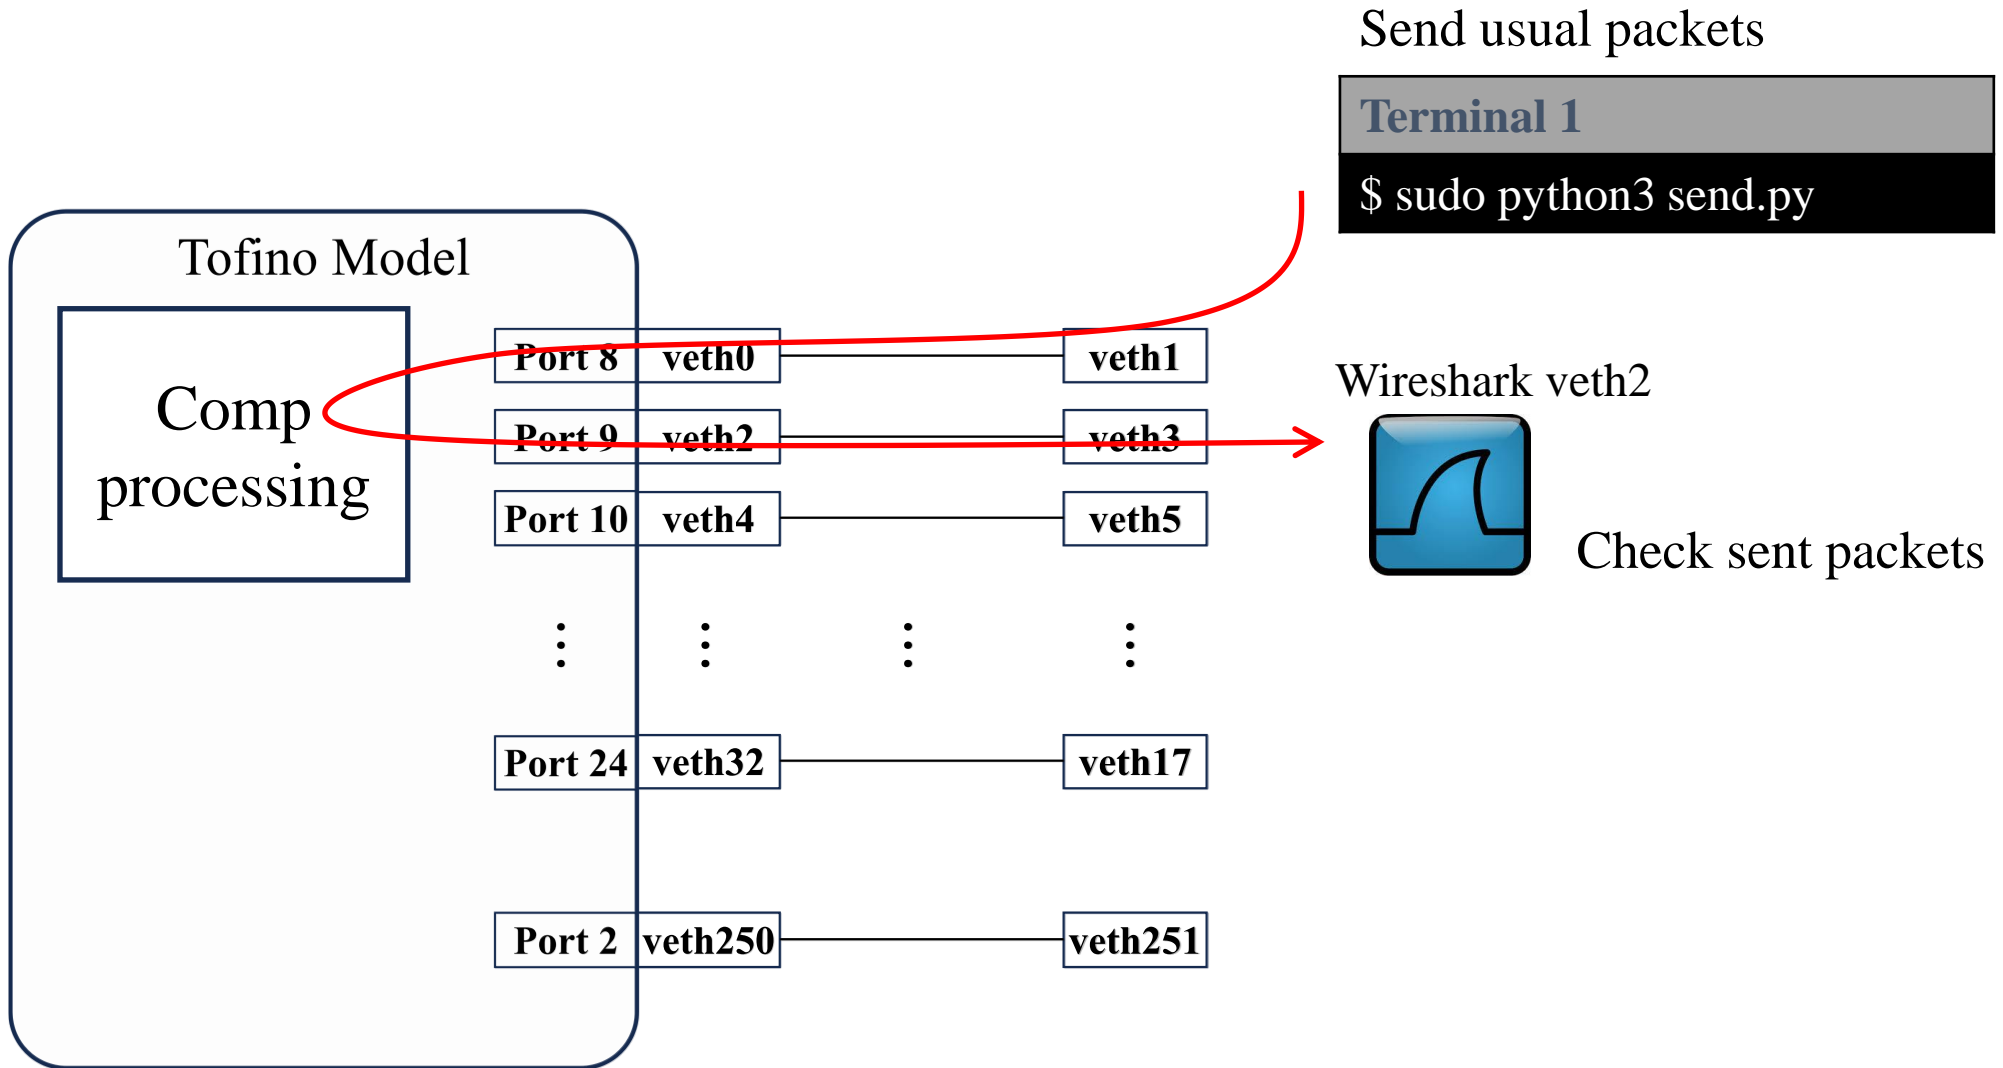 Send usual packets
Terminal 1
$ sudo python3 send.py
Tofino Model
Comp
processing
Port 8 veth0 veth1
Wireshark veth2
Port 9 veth2 veth3
Port 10 veth4 veth5
Check sent packets
Port 24 veth32 veth17
Port 2 veth250 veth251